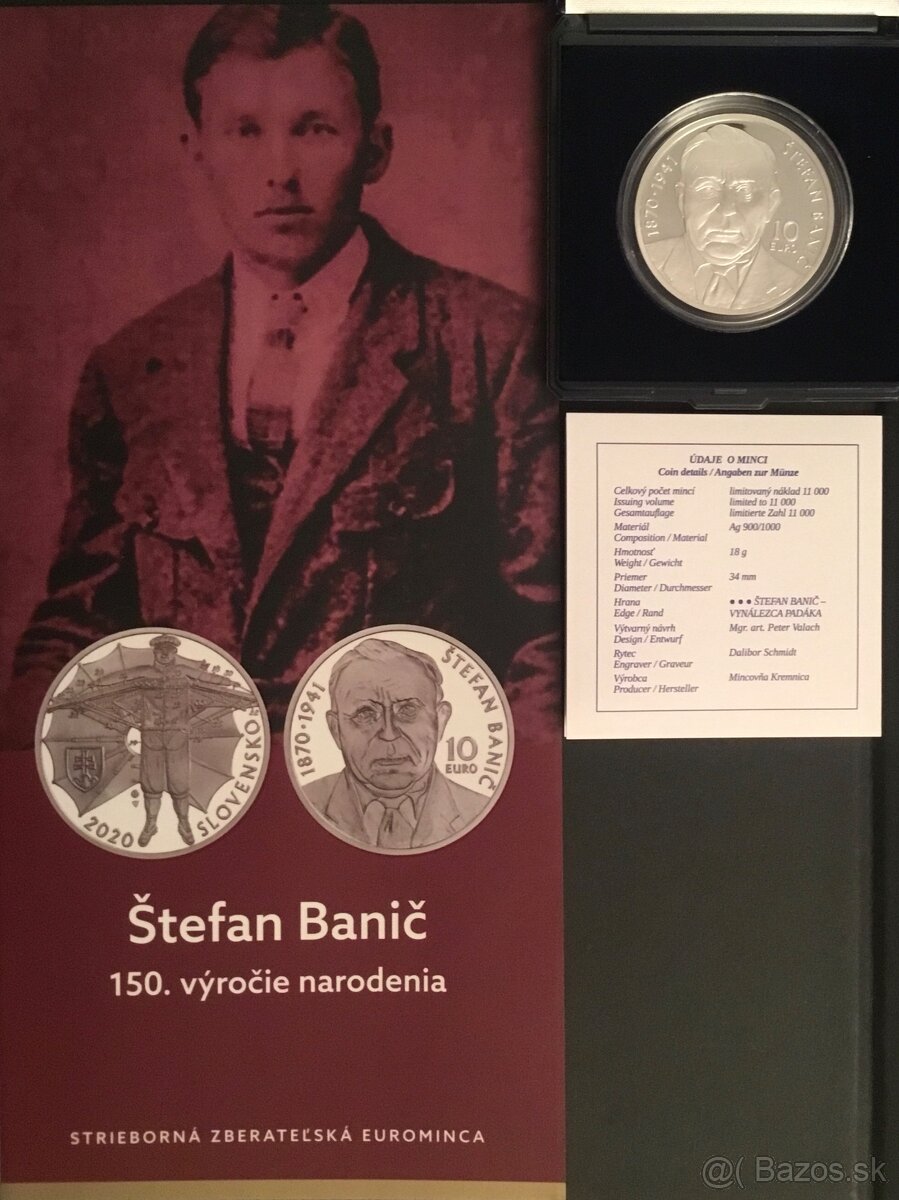 1870 · 1941
ŠTEFAN BANIČ
10
EURO
ÚDAJE O MINCI
Coin details / Angaben zur Münze
Celkový počet mincí limitovaný náklad 11 000
Issuing volume limited to 11 000
Gesamtauflage limitierte Zahl 11 000
Materiál Ag 900/1000
Composition / Material
Hmotnosť 18 g
Weight / Gewicht
Priemer 34 mm
Diameter / Durchmesser
Hrana • • • ŠTEFAN BANIČ –
Edge / Rand VYNÁLEZCA PADÁKA
Výtvarný návrh Mgr. art. Peter Valach
Design / Entwurf
Rytec Dalibor Schmidt
Engraver / Graveur
Výrobca Mincovňa Kremnica
Producer / Hersteller
2020
SLOVENSKO
1870 · 1941
ŠTEFAN BANIČ
10
EURO
Štefan Banič
150. výročie narodenia
STRIEBORNÁ ZBERATEĽSKÁ EUROMINCA
@( Bazos.sk